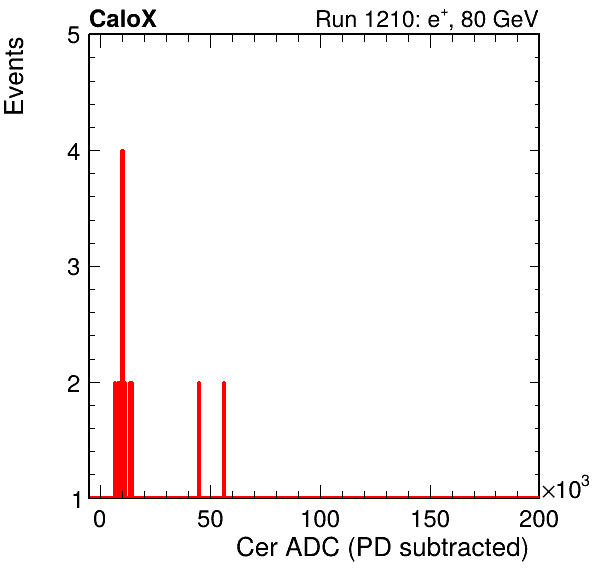 CaloX Run 1210: e⁺, 80 GeV
Events
5
4
3
2
1
0 50 100 150 200
×10³
Cer ADC (PD subtracted)